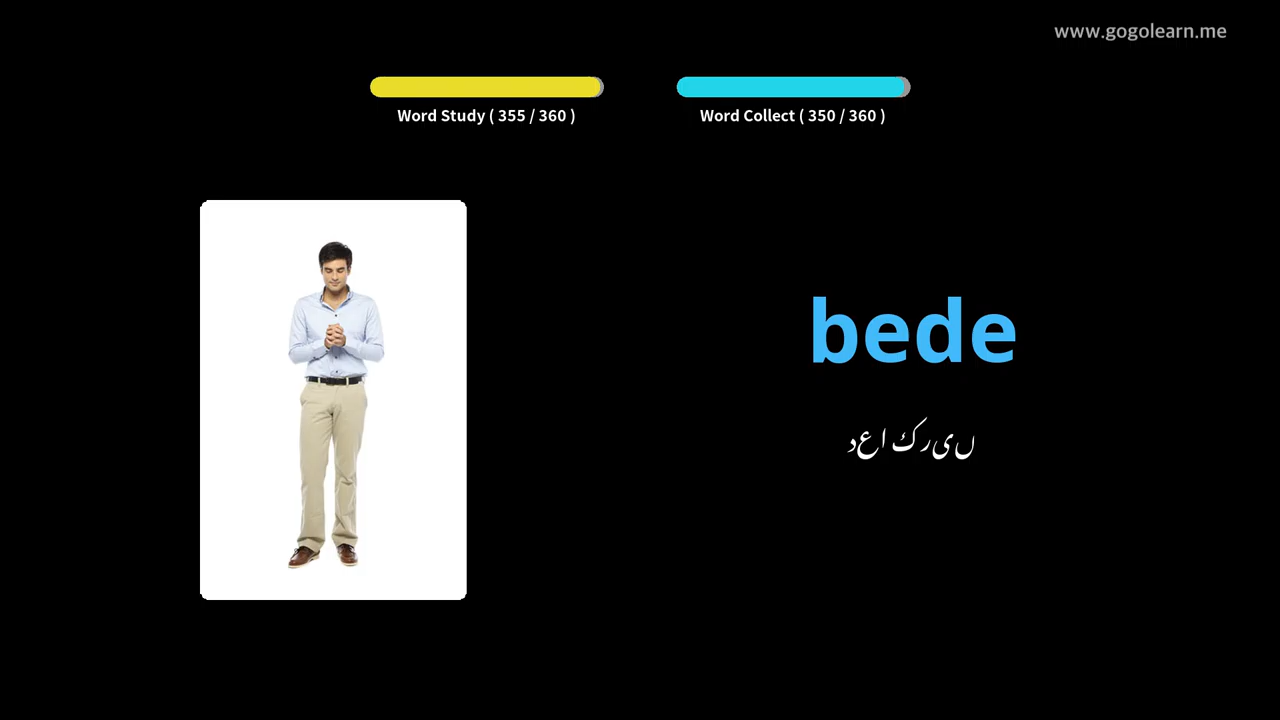 www.gogolearn.me
Word Study ( 355 / 360 )
Word Collect ( 350 / 360 )
bede
دعا کریں